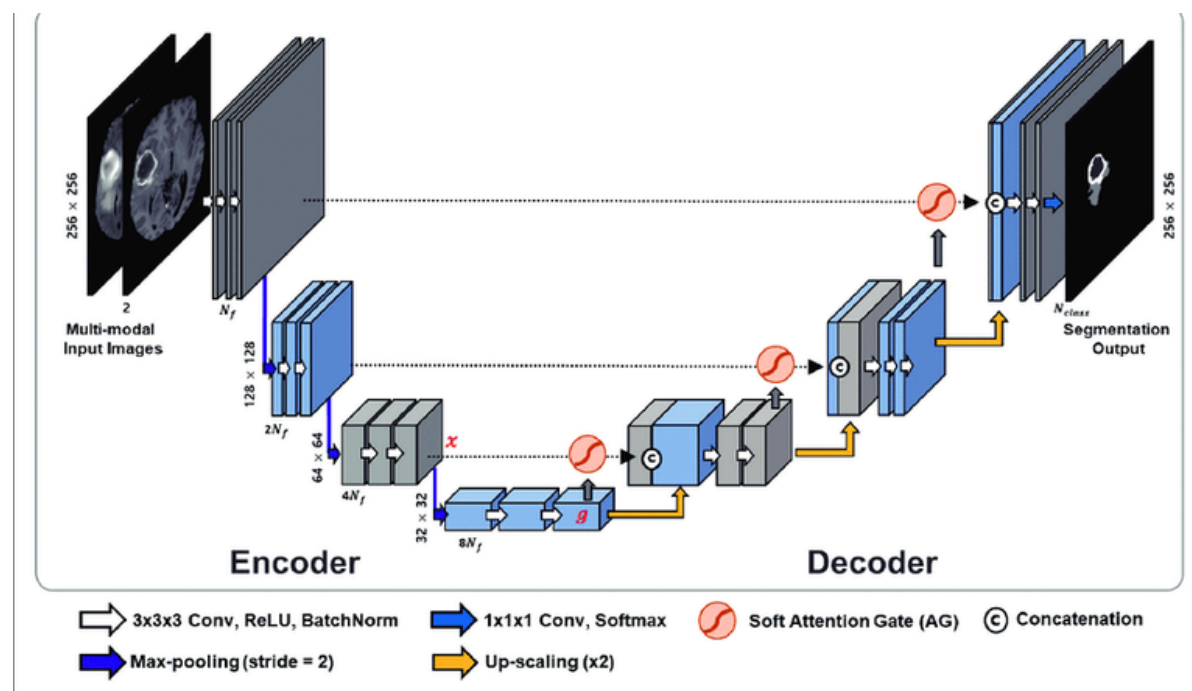 256 × 256
2
Multi-modal
Input Images
N_f
128 × 128
2N_f
64 × 64
4N_f
x
32 × 32
8N_f
g
C
C
C
256 × 256
N_class
Segmentation
Output
Encoder
Decoder
3x3x3 Conv, ReLU, BatchNorm
1x1x1 Conv, Softmax
Soft Attention Gate (AG)
C Concatenation
Max-pooling (stride = 2)
Up-scaling (x2)